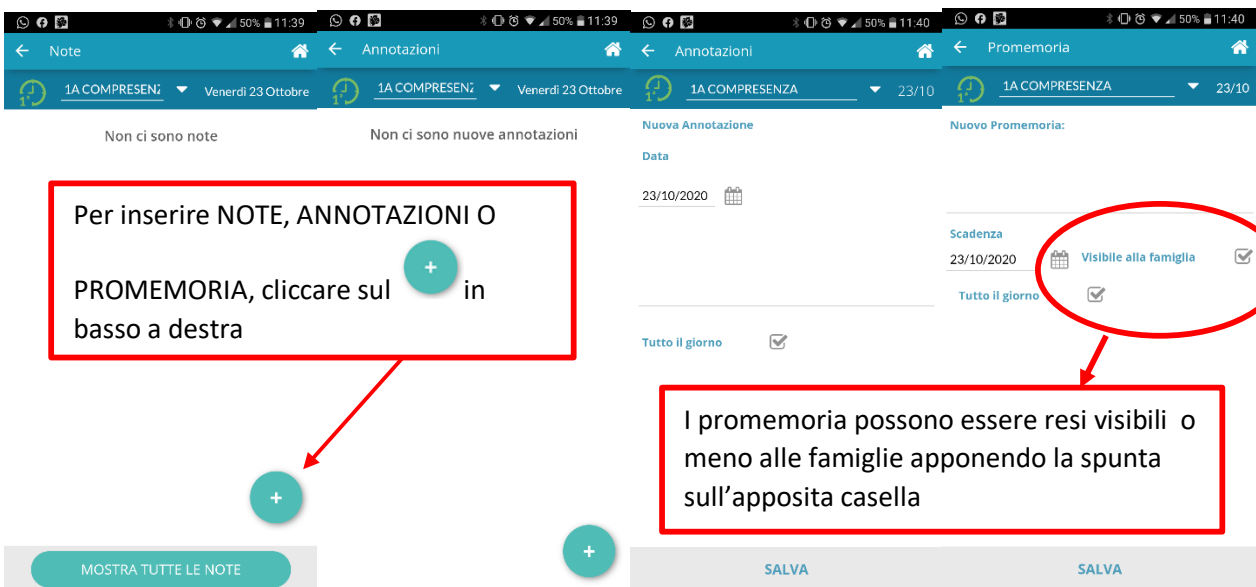 50% 11:39
Note
1A COMPRESENZ
Venerdì 23 Ottobre
Non ci sono note
MOSTRA TUTTE LE NOTE
50% 11:39
Annotazioni
1A COMPRESENZ
Venerdì 23 Ottobre
Non ci sono nuove annotazioni
Per inserire NOTE, ANNOTAZIONI O
PROMEMORIA, cliccare sul + in
basso a destra
+
+
50% 11:40
Annotazioni
1A COMPRESENZA
23/10
Nuova Annotazione
Data
23/10/2020
Tutto il giorno
SALVA
50% 11:40
Promemoria
1A COMPRESENZA
23/10
Nuovo Promemoria:
Scadenza
23/10/2020
Visibile alla famiglia
Tutto il giorno
I promemoria possono essere resi visibili o
meno alle famiglie apponendo la spunta
sull’apposita casella
SALVA